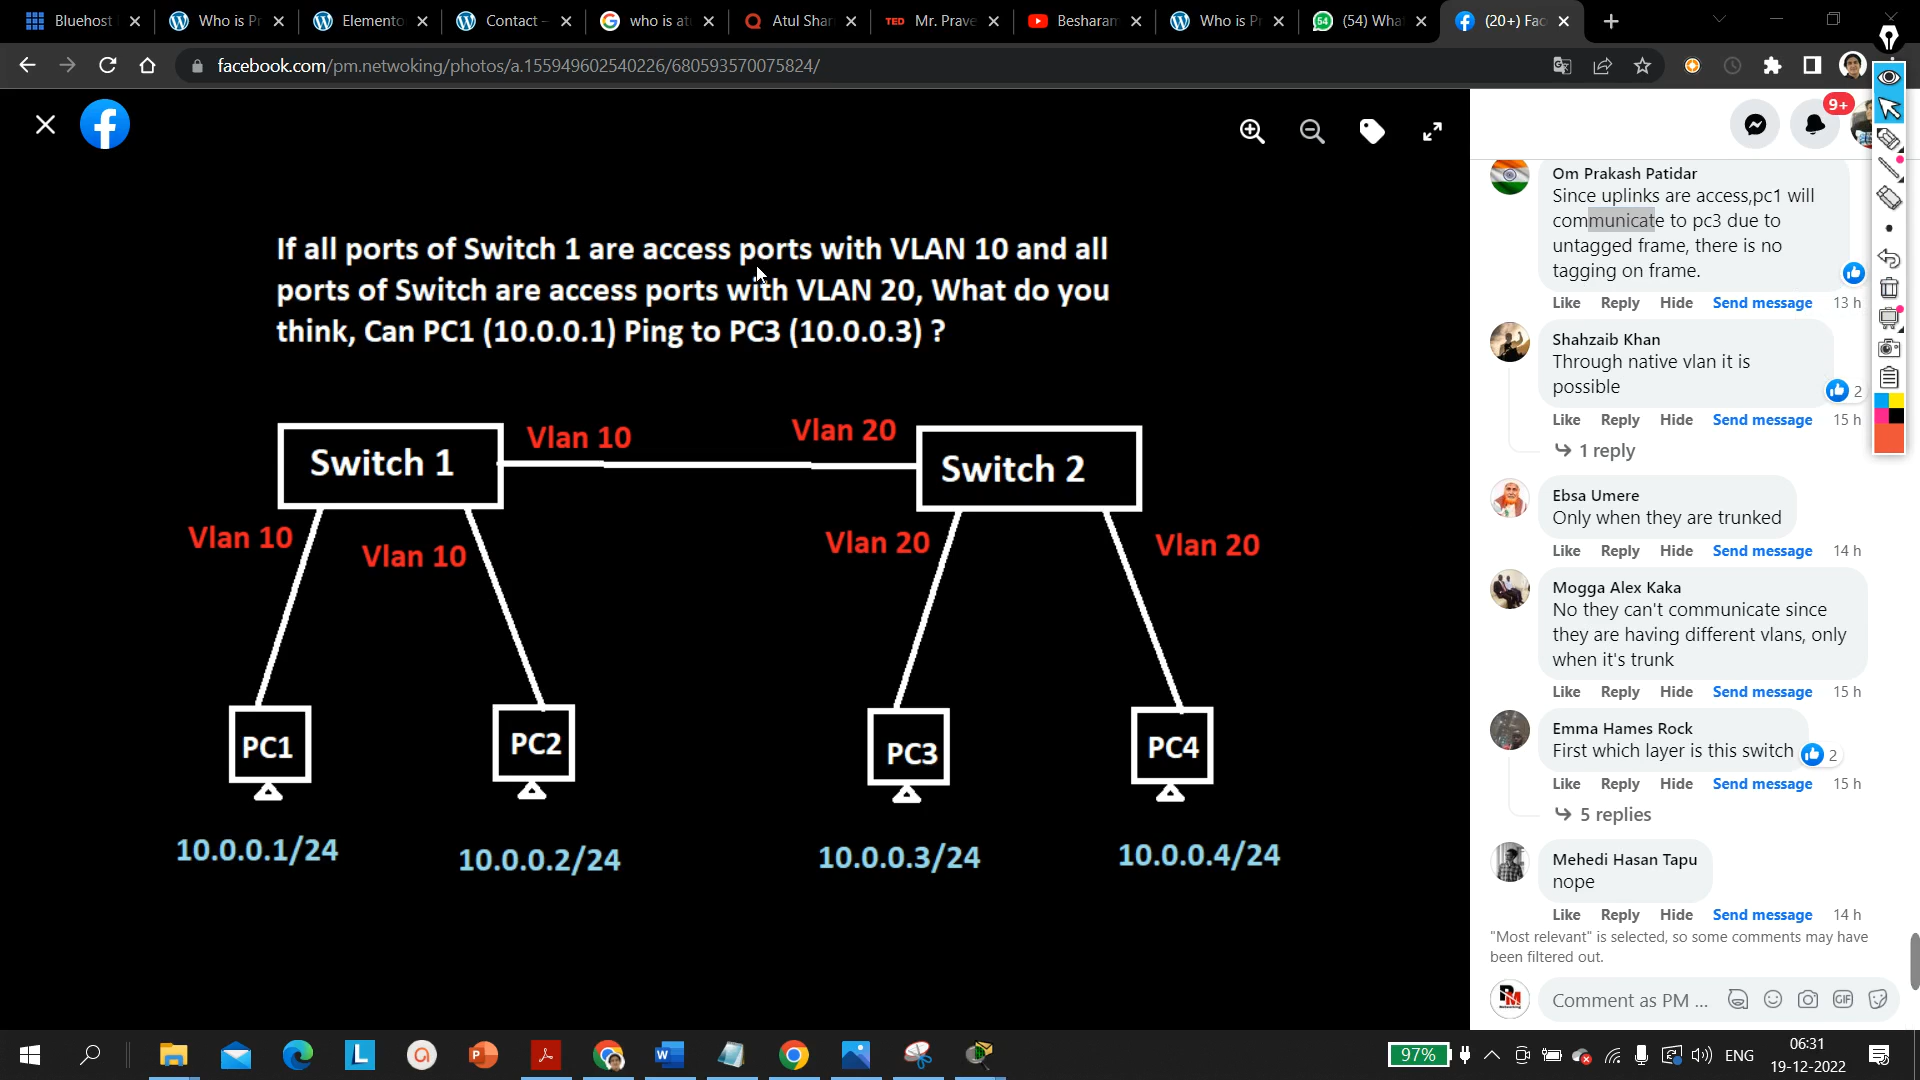 Bluehost
Who is Pr
Elemento
Contact –
who is atu
Atul Shar
TED Mr. Prave
Besharam
Who is Pr
(54) What
(20+) Fac
facebook.com/pm.netwoking/photos/a.155949602540226/680593570075824/
9+
If all ports of Switch 1 are access ports with VLAN 10 and all
ports of Switch are access ports with VLAN 20, What do you
think, Can PC1 (10.0.0.1) Ping to PC3 (10.0.0.3) ?
Vlan 10
Vlan 20
Switch 1
Switch 2
Vlan 10
Vlan 10
Vlan 20
Vlan 20
PC1
PC2
PC3
PC4
10.0.0.1/24
10.0.0.2/24
10.0.0.3/24
10.0.0.4/24
Om Prakash Patidar
Since uplinks are access,pc1 will
communicate to pc3 due to
untagged frame, there is no
tagging on frame.
Like Reply Hide Send message 13 h
Shahzaib Khan
Through native vlan it is
possible
2
Like Reply Hide Send message 15 h
1 reply
Ebsa Umere
Only when they are trunked
Like Reply Hide Send message 14 h
Mogga Alex Kaka
No they can't communicate since
they are having different vlans, only
when it's trunk
Like Reply Hide Send message 15 h
Emma Hames Rock
First which layer is this switch
2
Like Reply Hide Send message 15 h
5 replies
Mehedi Hasan Tapu
nope
Like Reply Hide Send message 14 h
"Most relevant" is selected, so some comments may have
been filtered out.
Comment as PM ...
GIF
97%
ENG
06:31
19-12-2022